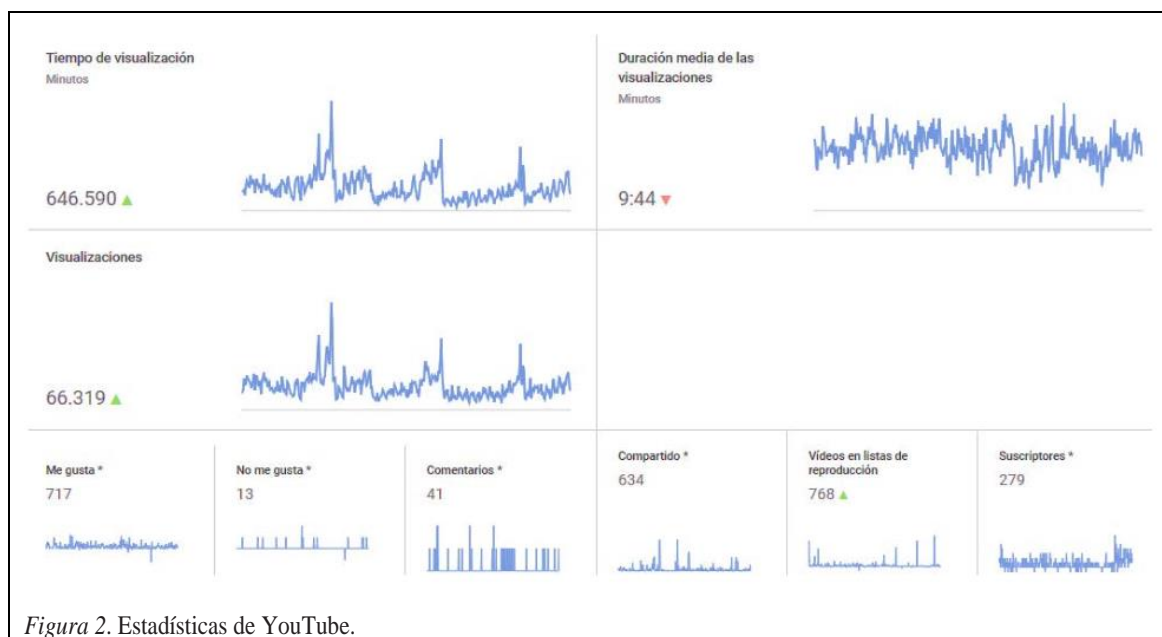 Tiempo de visualización
Minutos
646.590
Duración media de las
visualizaciones
Minutos
9:44
Visualizaciones
66.319
Me gusta *
717
No me gusta *
13
Comentarios *
41
Compartido *
634
Vídeos en listas de
reproducción
768
Suscriptores *
279
Figura 2. Estadísticas de YouTube.